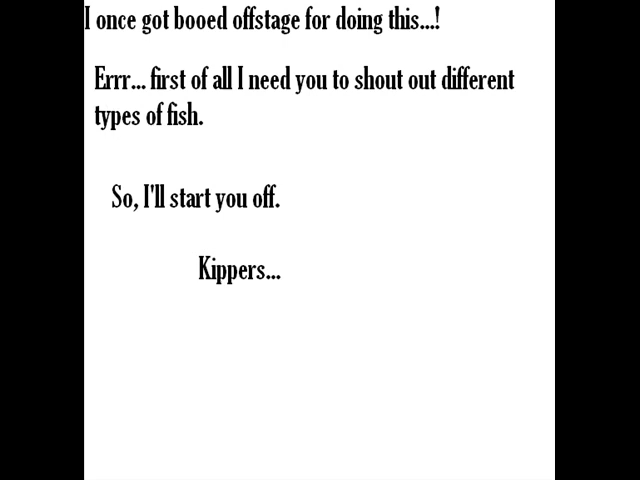 I once got booed offstage for doing this...!
Errr... first of all I need you to shout out different
types of fish.
So, I'll start you off.
Kippers...